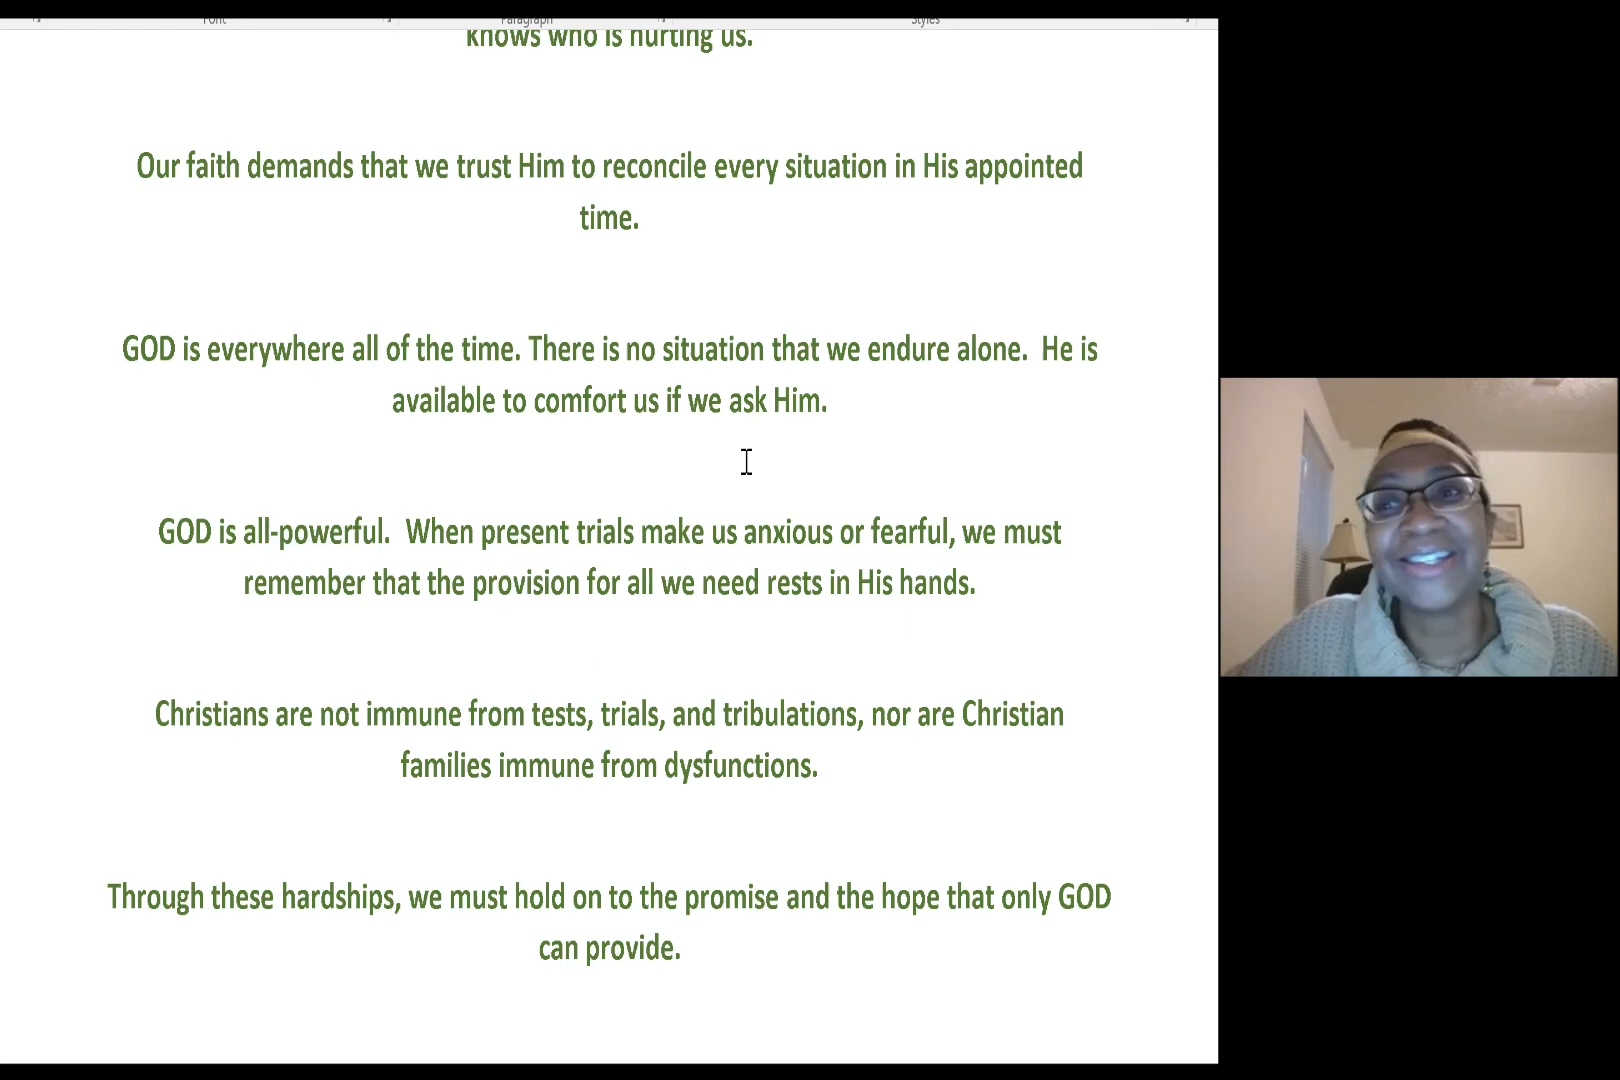 Font Paragraph Styles
knows who is hurting us.
Our faith demands that we trust Him to reconcile every situation in His appointed
time.
GOD is everywhere all of the time. There is no situation that we endure alone.  He is
available to comfort us if we ask Him.
GOD is all-powerful.  When present trials make us anxious or fearful, we must
remember that the provision for all we need rests in His hands.
Christians are not immune from tests, trials, and tribulations, nor are Christian
families immune from dysfunctions.
Through these hardships, we must hold on to the promise and the hope that only GOD
can provide.